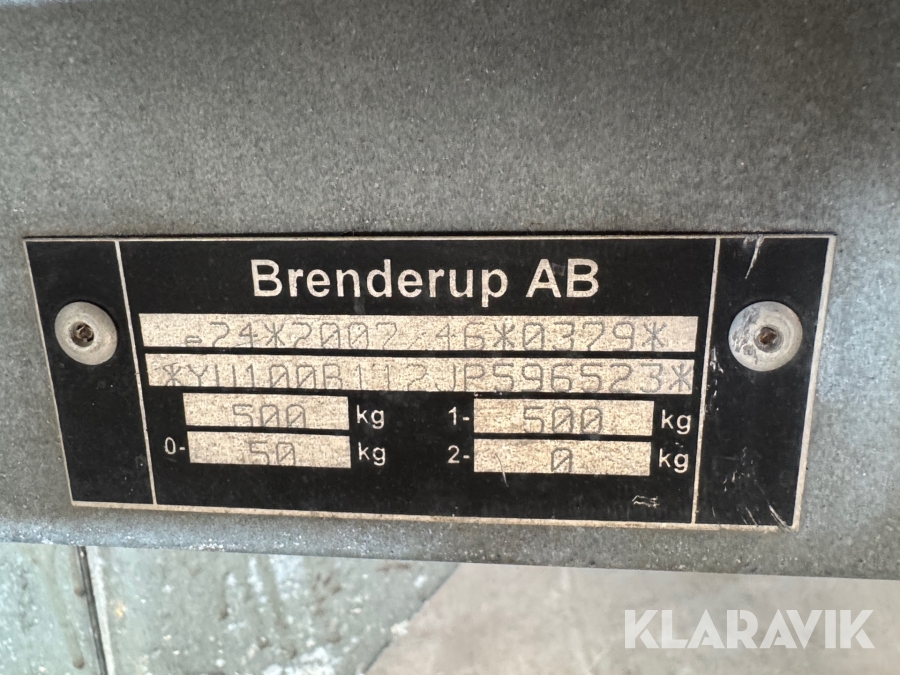 Brenderup AB
e24*2007/46*0379*
*YU100B112JP596523*
500 kg 1- 500 kg
0- 50 kg 2- 0 kg
KLARAVIK